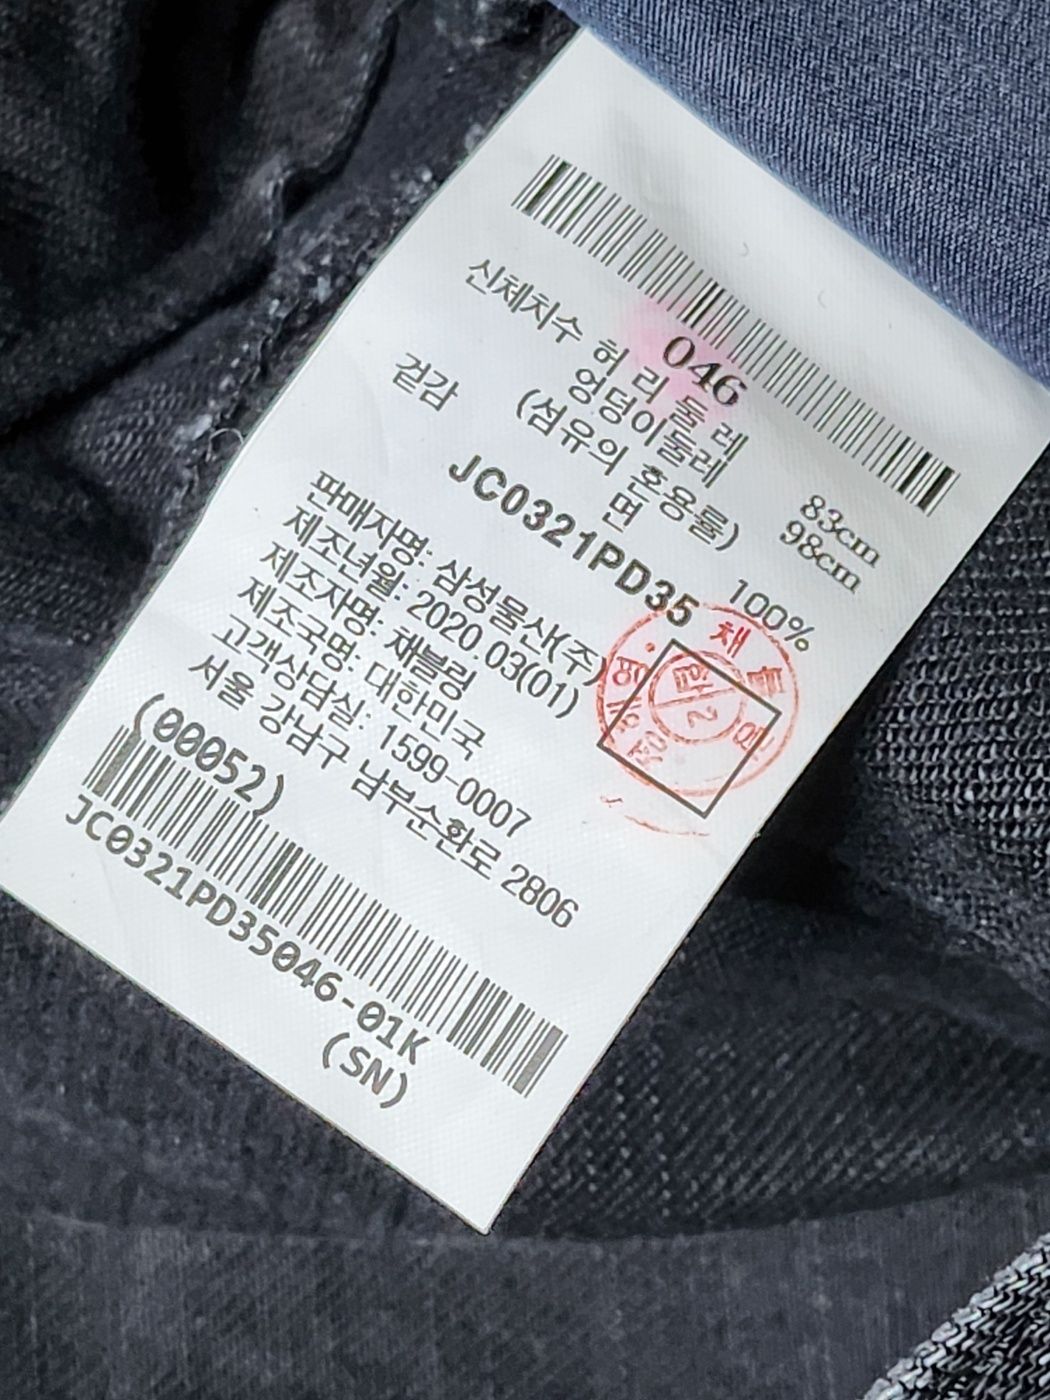 046
신체치수 허 리 둘 레 83cm
엉덩이둘레 98cm
(섬유의 혼용률)
겉감 면 100%
JC0321PD35
판매자명: 삼성물산(주)
제조년월: 2020.03(01)
제조자명: 채블링
제조국명: 대한민국
고객상담실: 1599-0007
서울 강남구 남부순환로 2806
(00052)
JC0321PD35046-01K
(SN)